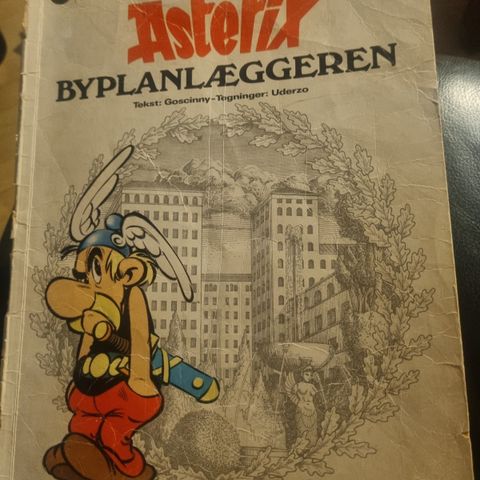 Asterix
BYPLANLÆGGEREN
Tekst: Goscinny-Tegninger: Uderzo